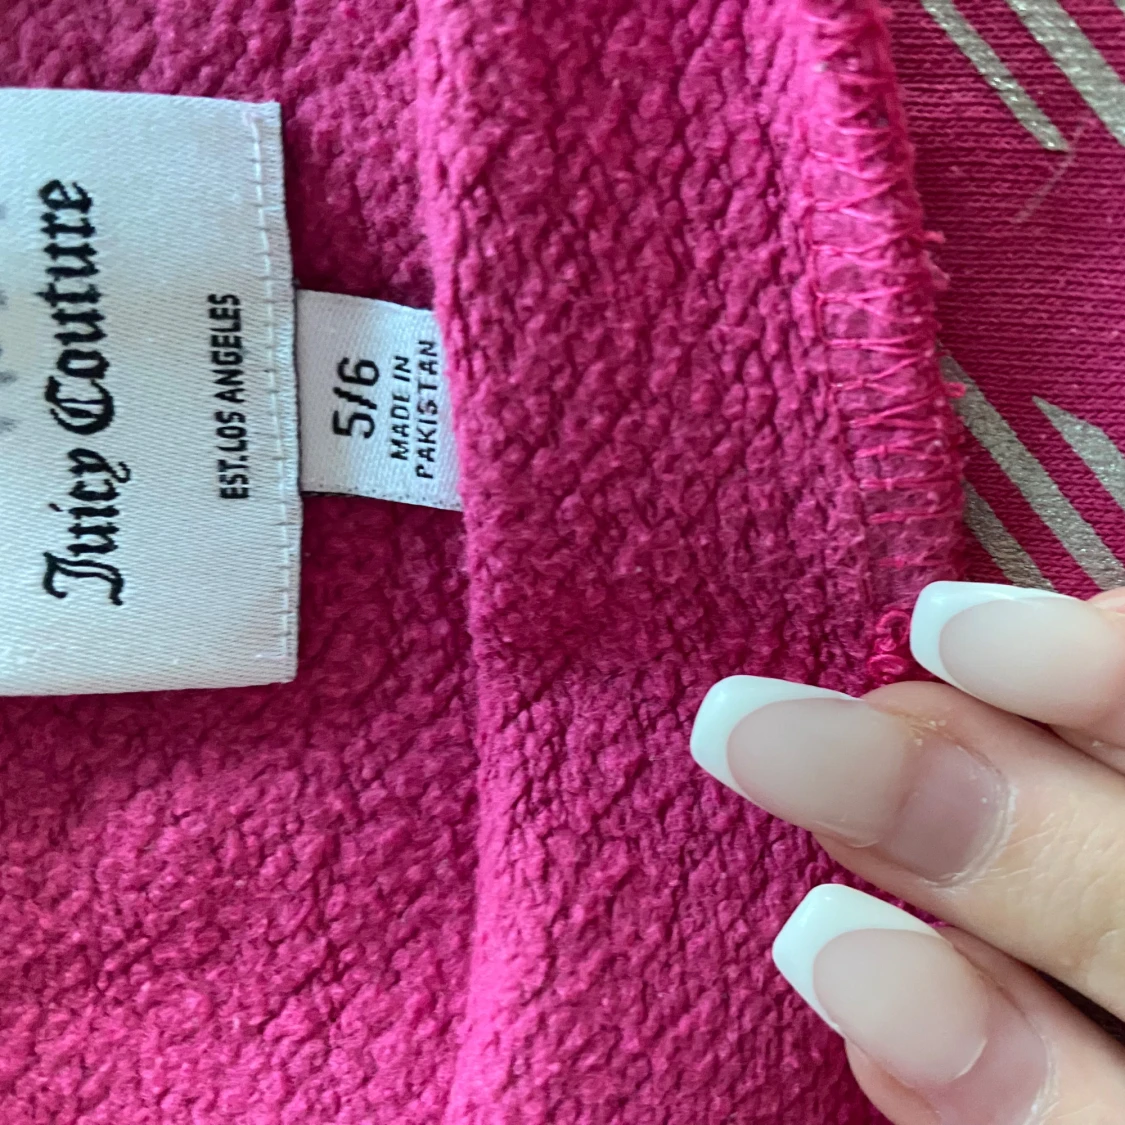 Juicy Couture
EST. LOS ANGELES
5/6
MADE IN
PAKISTAN